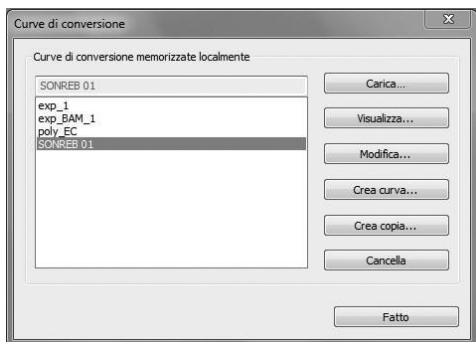 Curve di conversione
Curve di conversione memorizzate localmente
SONREB 01
exp_1
exp_BAM_1
poly_EC
SONREB 01
Carica...
Visualizza...
Modifica...
Crea curva...
Crea copia...
Cancella
Fatto